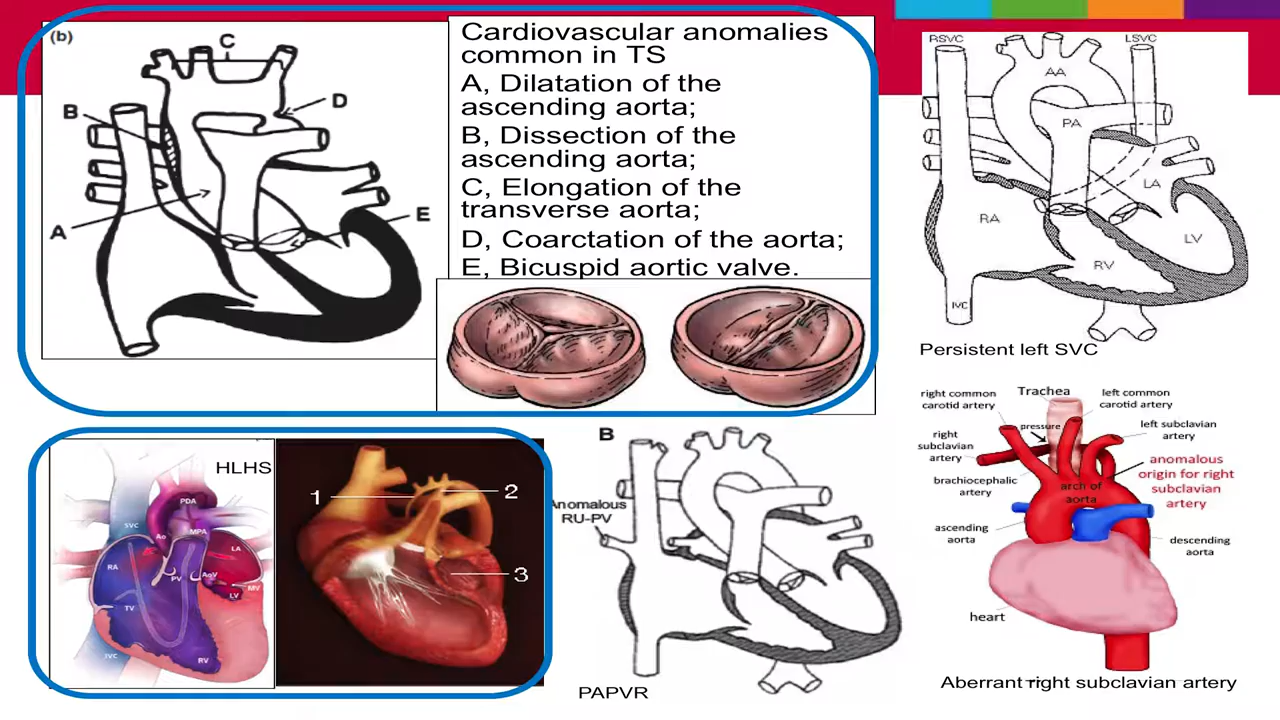 (b)
C
B
D
A
E
Cardiovascular anomalies
common in TS
A, Dilatation of the
ascending aorta;
B, Dissection of the
ascending aorta;
C, Elongation of the
transverse aorta;
D, Coarctation of the aorta;
E, Bicuspid aortic valve.
RSVC
LSVC
AA
PA
LA
RA
LV
RV
IVC
Persistent left SVC
HLHS
PDA
SVC
Ao
MPA
LA
RA
PV
AoV
MV
LV
TV
IVC
RV
1
2
3
B
Anomalous
RU-PV
PAPVR
right common
carotid artery
Trachea
left common
carotid artery
pressure
left subclavian
artery
right
subclavian
artery
anomalous
origin for right
subclavian
artery
brachiocephalic
artery
arch of
aorta
ascending
aorta
descending
aorta
heart
Aberrant right subclavian artery